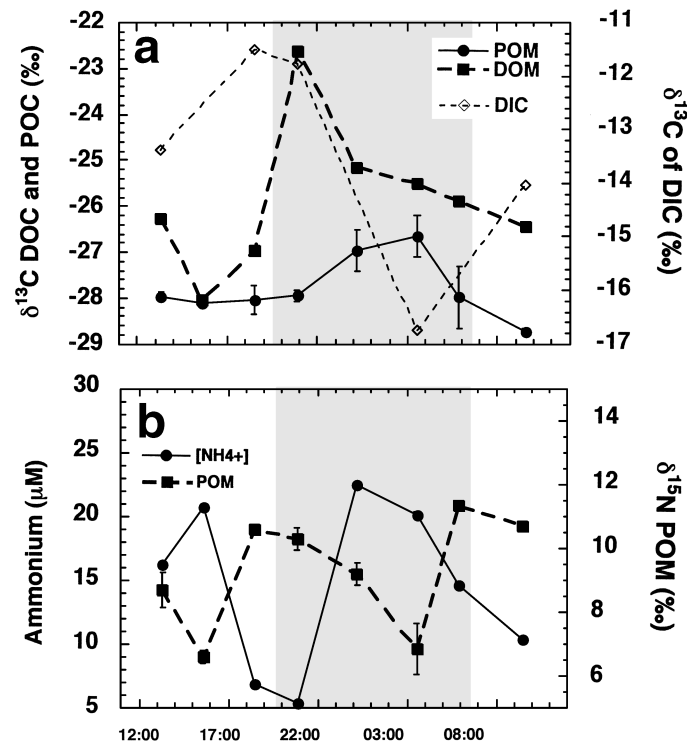 a
δ13C DOC and POC (‰)
-22
-23
-24
-25
-26
-27
-28
-29
POM
DOM
DIC
-11
-12
-13
-14
-15
-16
-17
δ13C of DIC (‰)
b
Ammonium (μM)
30
25
20
15
10
5
[NH4+]
POM
14
12
10
8
6
δ15N POM (‰)
12:00 17:00 22:00 03:00 08:00